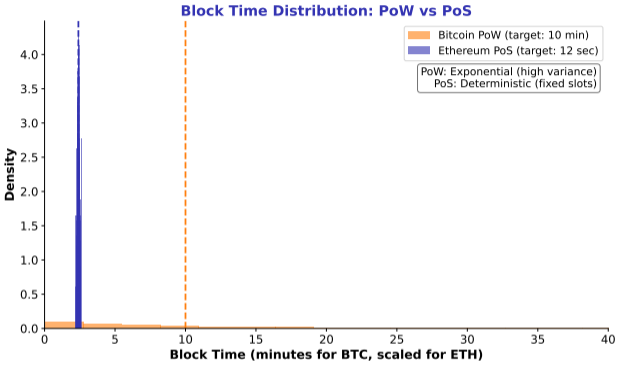 Block Time Distribution: PoW vs PoS
Bitcoin PoW (target: 10 min)
Ethereum PoS (target: 12 sec)
PoW: Exponential (high variance)
PoS: Deterministic (fixed slots)
Density
4.0
3.5
3.0
2.5
2.0
1.5
1.0
0.5
0.0
0 5 10 15 20 25 30 35 40
Block Time (minutes for BTC, scaled for ETH)